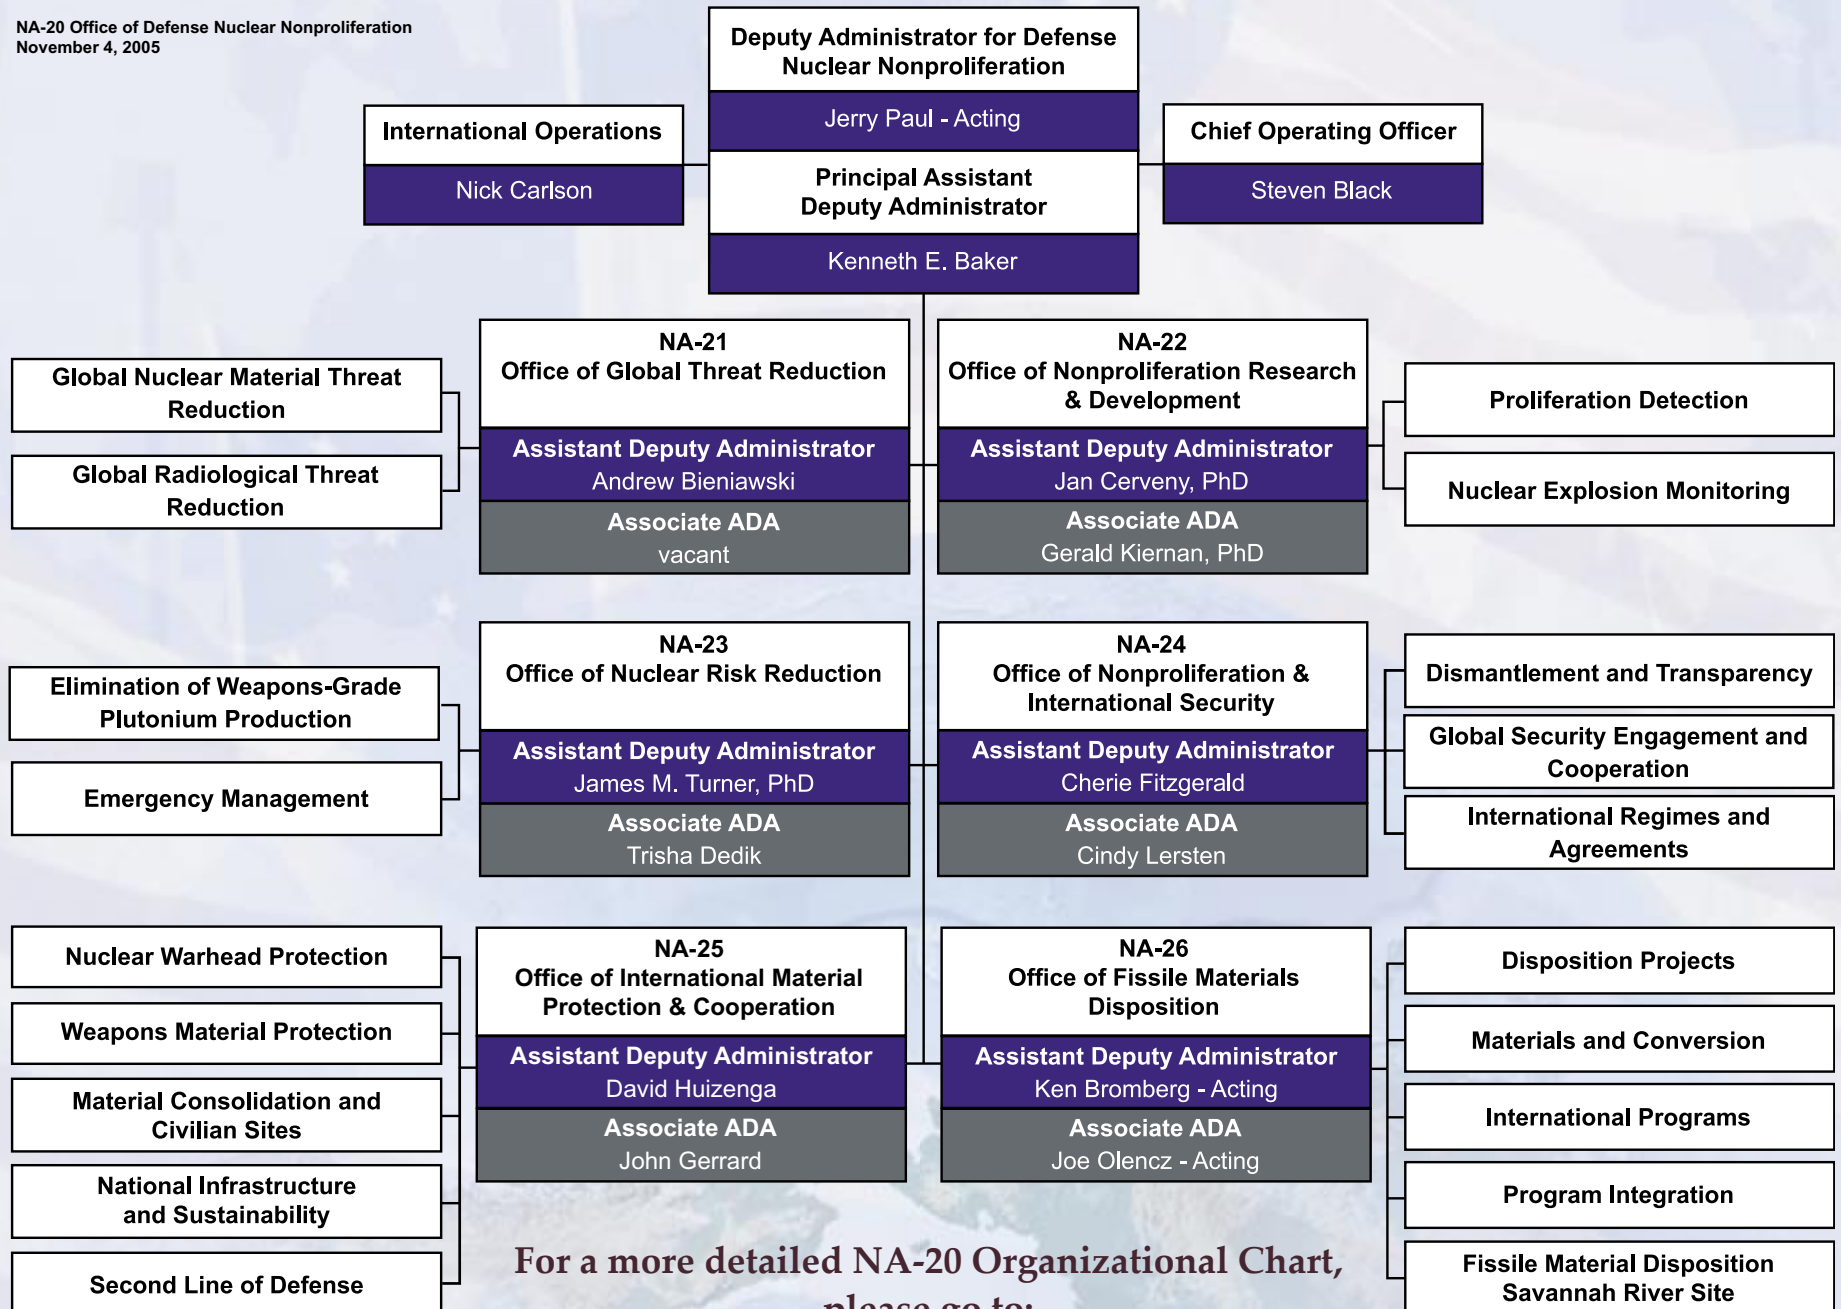 NA-20 Office of Defense Nuclear Nonproliferation
November 4, 2005
Deputy Administrator for Defense
Nuclear Nonproliferation
Jerry Paul - Acting
Principal Assistant
Deputy Administrator
Kenneth E. Baker
International Operations
Nick Carlson
Chief Operating Officer
Steven Black
NA-21
Office of Global Threat Reduction
Assistant Deputy Administrator
Andrew Bieniawski
Associate ADA
vacant
Global Nuclear Material Threat
Reduction
Global Radiological Threat
Reduction
NA-22
Office of Nonproliferation Research
& Development
Assistant Deputy Administrator
Jan Cerveny, PhD
Associate ADA
Gerald Kiernan, PhD
Proliferation Detection
Nuclear Explosion Monitoring
NA-23
Office of Nuclear Risk Reduction
Assistant Deputy Administrator
James M. Turner, PhD
Associate ADA
Trisha Dedik
Elimination of Weapons-Grade
Plutonium Production
Emergency Management
NA-24
Office of Nonproliferation &
International Security
Assistant Deputy Administrator
Cherie Fitzgerald
Associate ADA
Cindy Lersten
Dismantlement and Transparency
Global Security Engagement and
Cooperation
International Regimes and
Agreements
NA-25
Office of International Material
Protection & Cooperation
Assistant Deputy Administrator
David Huizenga
Associate ADA
John Gerrard
Nuclear Warhead Protection
Weapons Material Protection
Material Consolidation and
Civilian Sites
National Infrastructure
and Sustainability
Second Line of Defense
NA-26
Office of Fissile Materials
Disposition
Assistant Deputy Administrator
Ken Bromberg - Acting
Associate ADA
Joe Olencz - Acting
Disposition Projects
Materials and Conversion
International Programs
Program Integration
Fissile Material Disposition
Savannah River Site
For a more detailed NA-20 Organizational Chart,
please go to: